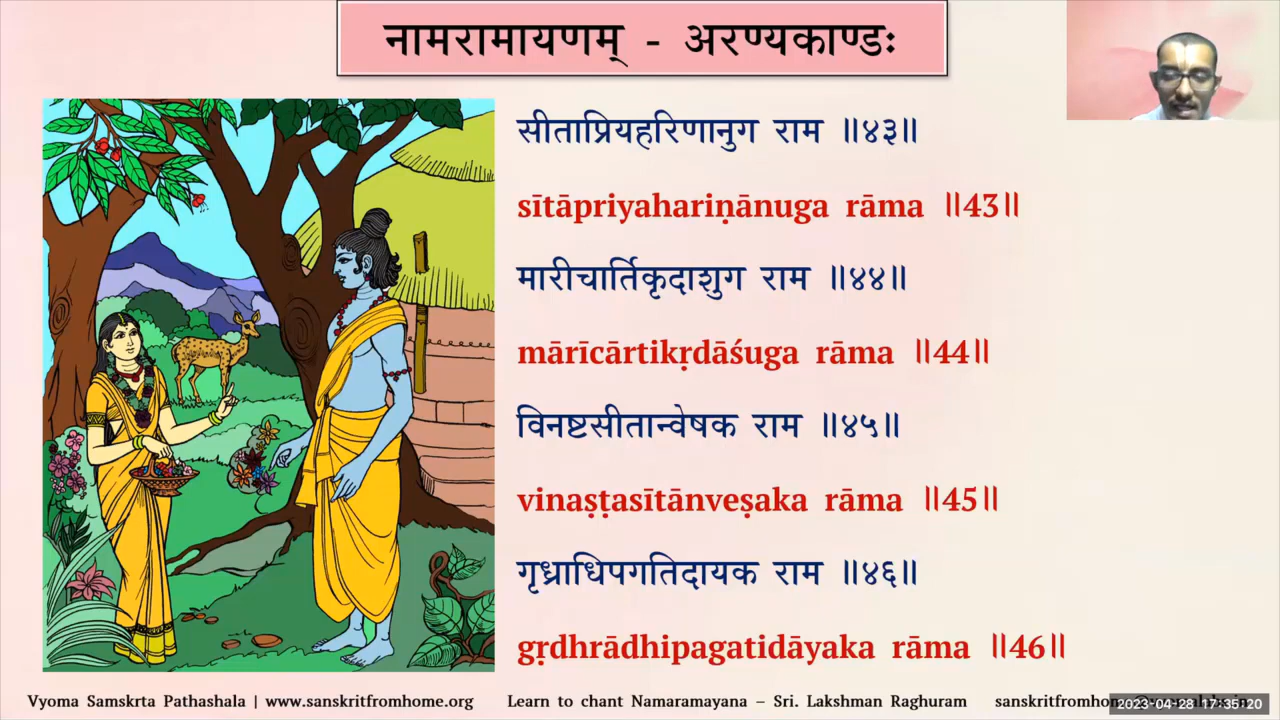 नामरामायणम् - अरण्यकाण्डः
सीताप्रियहरिणानुग राम ॥४३॥
sītāpriyahariṇānuga rāma ॥43॥
मारीचार्तिकृदाशुग राम ॥४४॥
mārīcārtikṛdāśuga rāma ॥44॥
विनष्टसीतान्वेषक राम ॥४५॥
vinaṣṭasītānveṣaka rāma ॥45॥
गृध्राधिपगतिदायक राम ॥४६॥
gṛdhrādhipagatidāyaka rāma ॥46॥
Vyoma Samskrta Pathashala | www.sanskritfromhome.org Learn to chant Namaramayana – Sri. Lakshman Raghuram
2023-04-28 17:35:20